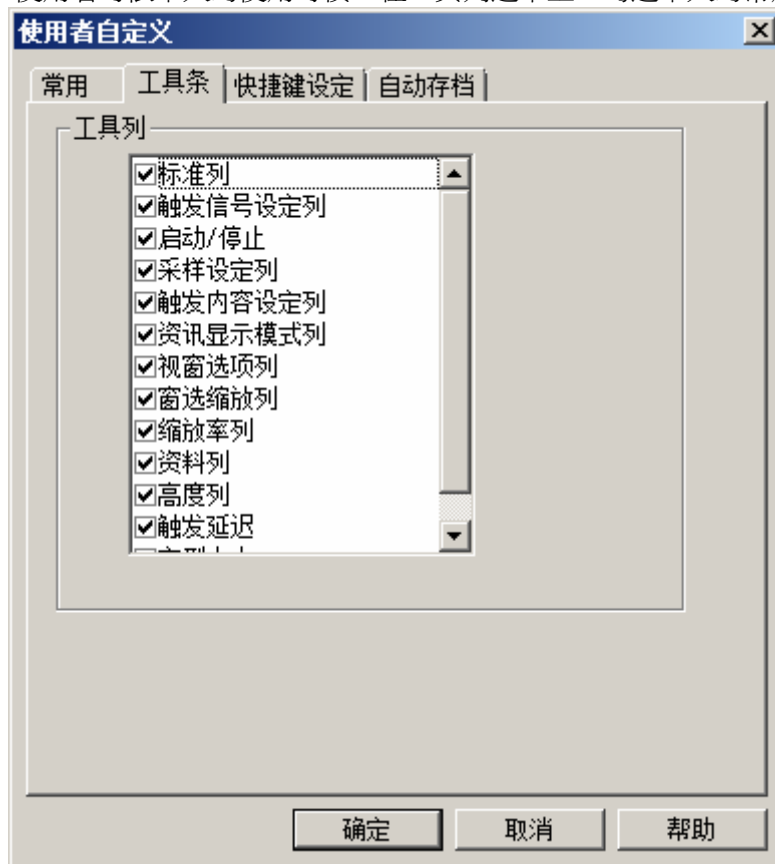 使用者自定义
常用 工具条 快捷键设定 自动存档
工具列
标准列
触发信号设定列
启动/停止
采样设定列
触发内容设定列
资讯显示模式列
视窗选项列
窗选缩放列
缩放率列
资料列
高度列
触发延迟
确定 取消 帮助